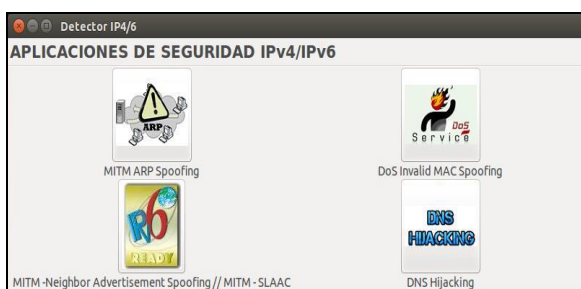 Detector IP4/6
APLICACIONES DE SEGURIDAD IPv4/IPv6
ARP
MITM ARP Spoofing
DoS
Service
DoS Invalid MAC Spoofing
IPv6
READY
MITM -Neighbor Advertisement Spoofing // MITM - SLAAC
DNS
HIJACKING
DNS Hijacking